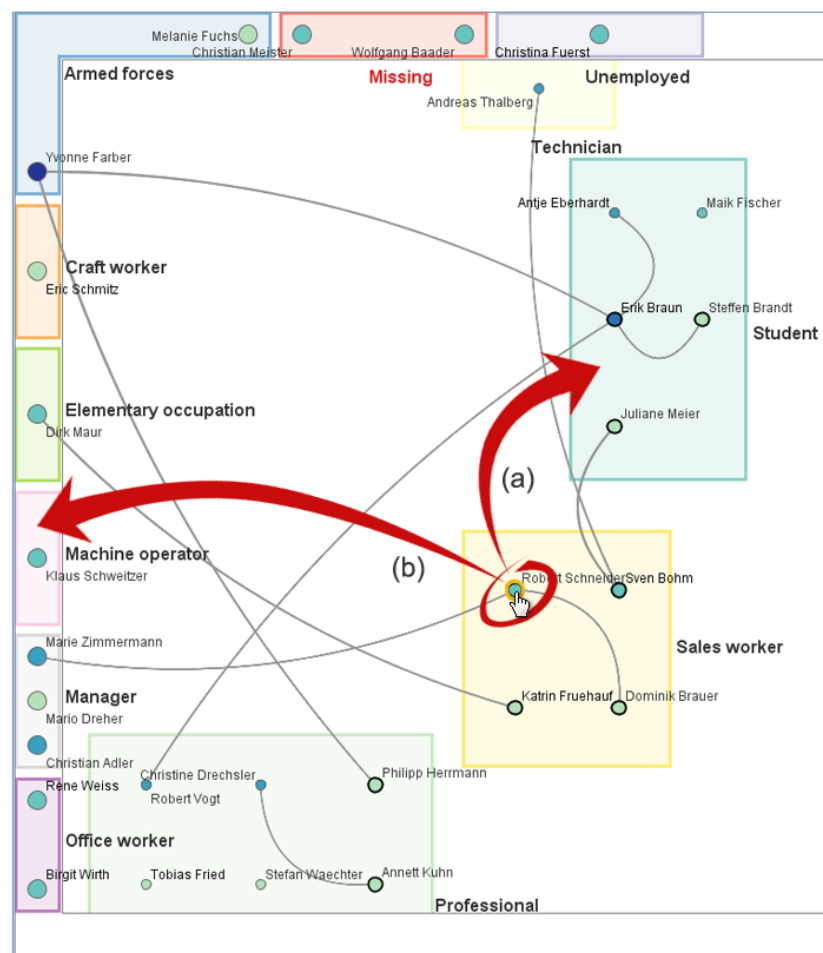 Melanie Fuchs
Christian Meister
Wolfgang Baader
Christina Fuerst
Armed forces
Missing
Unemployed
Andreas Thalberg
Technician
Yvonne Farber
Antje Eberhardt
Maik Fischer
Craft worker
Eric Schmitz
Erik Braun
Steffen Brandt
Student
Elementary occupation
Dirk Maur
Juliane Meier
(a)
Machine operator
(b)
Klaus Schweitzer
Robert Schneider
Sven Bohm
Marie Zimmermann
Sales worker
Manager
Katrin Fruehauf
Dominik Brauer
Mario Dreher
Christian Adler
Christine Drechsler
Philipp Herrmann
Rene Weiss
Robert Vogt
Office worker
Birgit Wirth
Tobias Fried
Stefan Waechter
Annett Kuhn
Professional